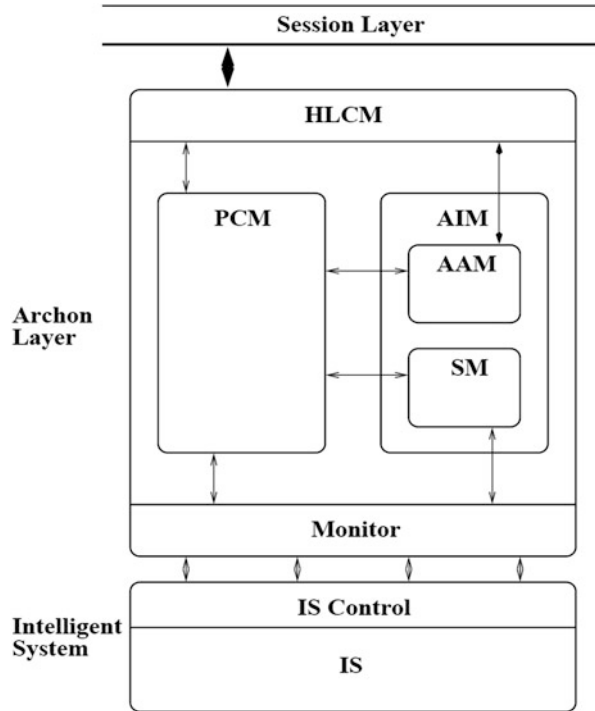 Session Layer
HLCM
PCM
AIM
AAM
Archon
Layer
SM
Monitor
IS Control
Intelligent
System
IS